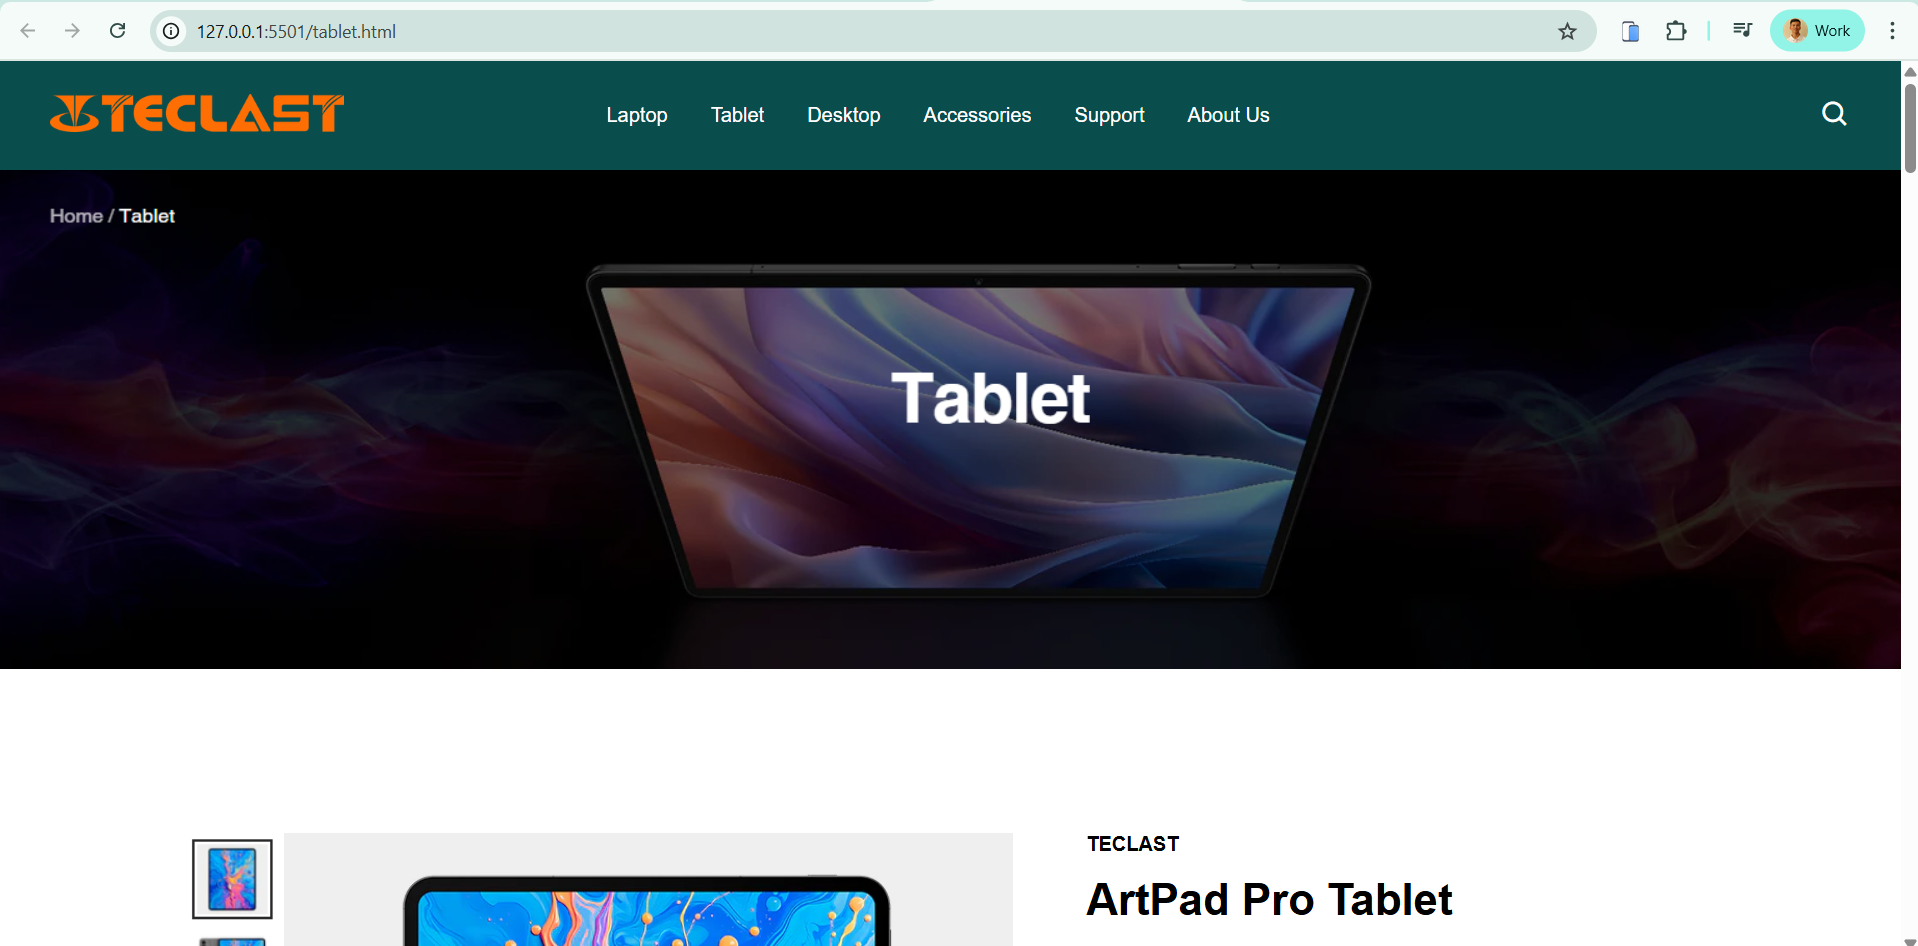 127.0.0.1:5501/tablet.html
Work
TECLAST
Laptop Tablet Desktop Accessories Support About Us
Home / Tablet
Tablet
TECLAST
ArtPad Pro Tablet